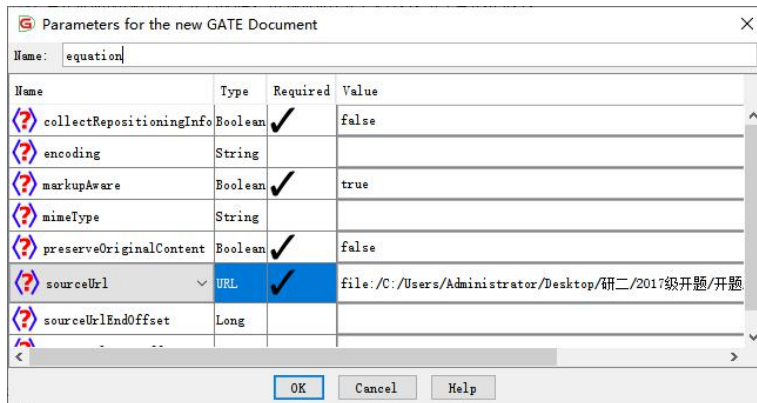 Parameters for the new GATE Document
Name: equation
Name Type Required Value
collectRepositioningInfo Boolean false
encoding String
markupAware Boolean true
mimeType String
preserveOriginalContent Boolean false
sourceUrl URL file:/C:/Users/Administrator/Desktop/研二/2017级开题/开题
sourceUrlEndOffset Long
OK Cancel Help